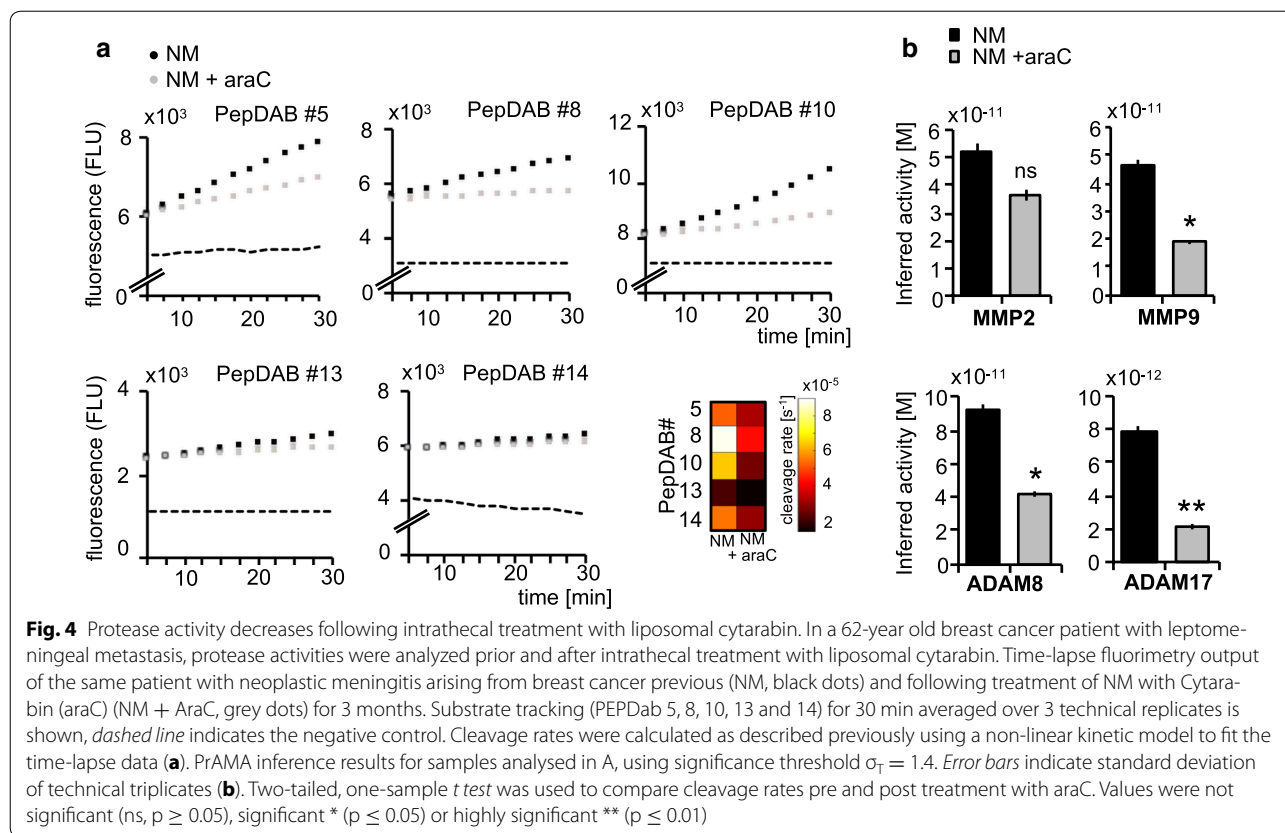 a
NM
NM + araC
b
NM
NM +araC
x10³ PepDAB #5
x10³ PepDAB #8
x10³ PepDAB #10
fluorescence (FLU)
8
6
0
10 20 30
8
6
4
0
10 20 30
12
10
8
0
10 20 30
time [min]
x10⁻¹¹
Inferred activity [M]
6
5
4
3
2
1
0
ns
MMP2
x10⁻¹¹
6
5
4
3
2
1
0
*
MMP9
x10³ PepDAB #13
fluorescence (FLU)
4
2
0
10 20 30
x10³ PepDAB #14
8
6
4
0
10 20 30
time [min]
PepDAB#
5
8
10
13
14
NM NM + araC
x10⁻⁵
cleavage rate [s⁻¹]
8
6
4
2
x10⁻¹¹
Inferred activity [M]
10
8
6
4
2
0
*
ADAM8
x10⁻¹²
10
8
6
4
2
0
**
ADAM17
Fig. 4 Protease activity decreases following intrathecal treatment with liposomal cytarabin. In a 62-year old breast cancer patient with leptome-
ningeal metastasis, protease activities were analyzed prior and after intrathecal treatment with liposomal cytarabin. Time-lapse fluorimetry output
of the same patient with neoplastic meningitis arising from breast cancer previous (NM, black dots) and following treatment of NM with Cytara-
bin (araC) (NM + AraC, grey dots) for 3 months. Substrate tracking (PEPDab 5, 8, 10, 13 and 14) for 30 min averaged over 3 technical replicates is
shown, dashed line indicates the negative control. Cleavage rates were calculated as described previously using a non-linear kinetic model to fit the
time-lapse data (a). PrAMA inference results for samples analysed in A, using significance threshold σT = 1.4. Error bars indicate standard deviation
of technical triplicates (b). Two-tailed, one-sample t test was used to compare cleavage rates pre and post treatment with araC. Values were not
significant (ns, p ≥ 0.05), significant * (p ≤ 0.05) or highly significant ** (p ≤ 0.01)